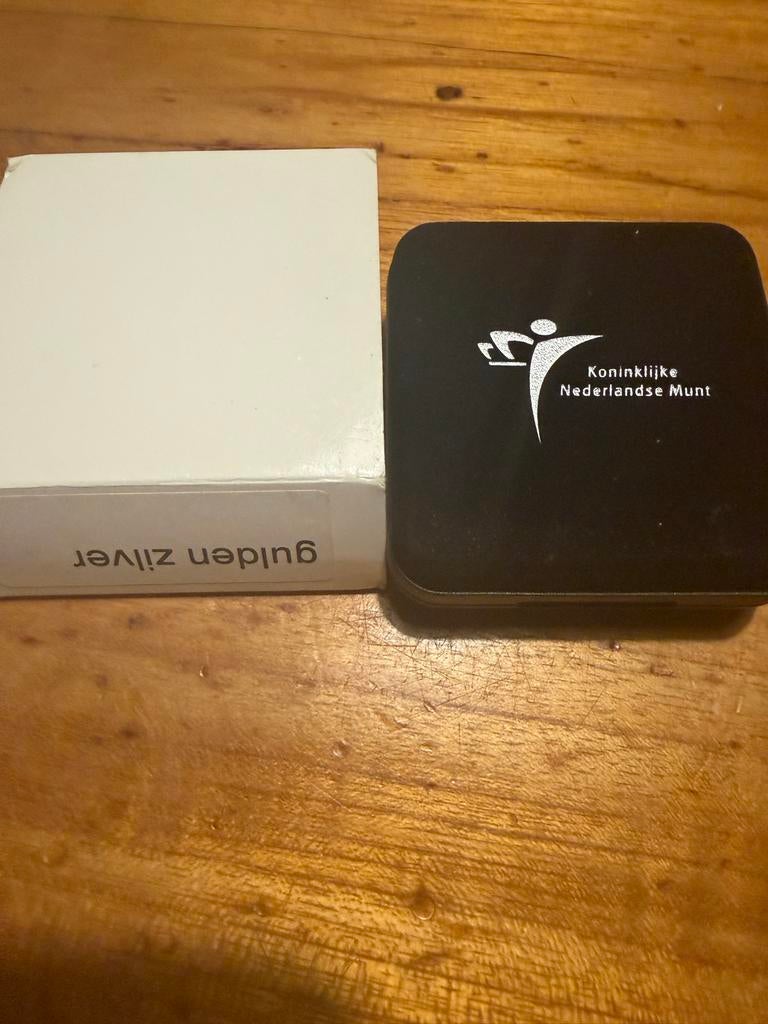 gulden zilver
Koninklijke
Nederlandse Munt